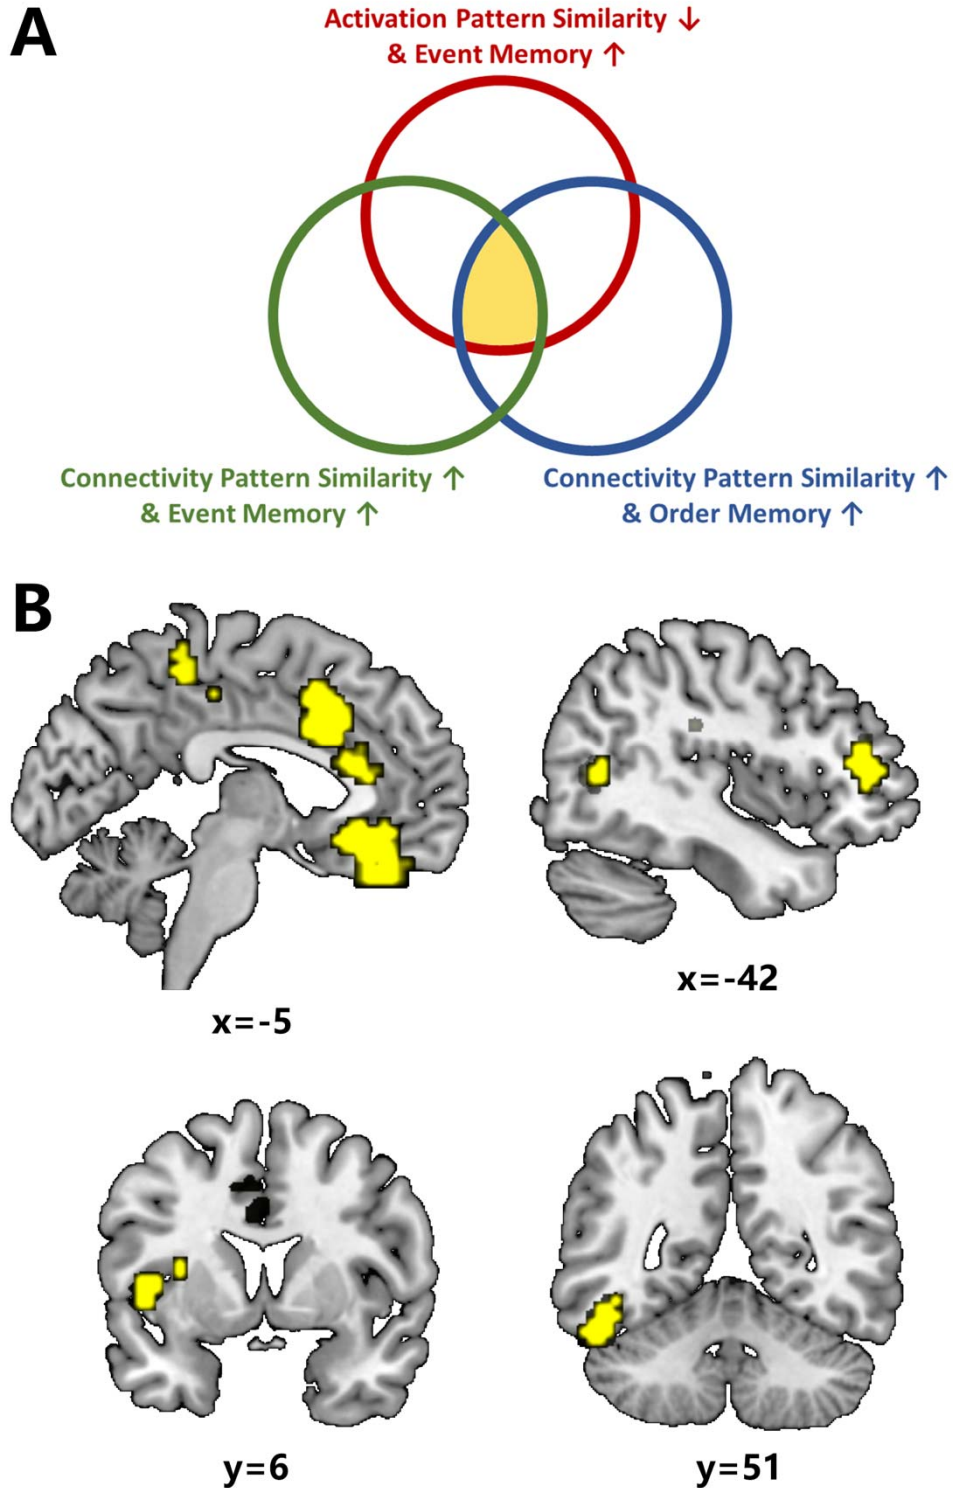 A
Activation Pattern Similarity ↓
& Event Memory ↑
Connectivity Pattern Similarity ↑
& Event Memory ↑
Connectivity Pattern Similarity ↑
& Order Memory ↑
B
x=-5
x=-42
y=6
y=51